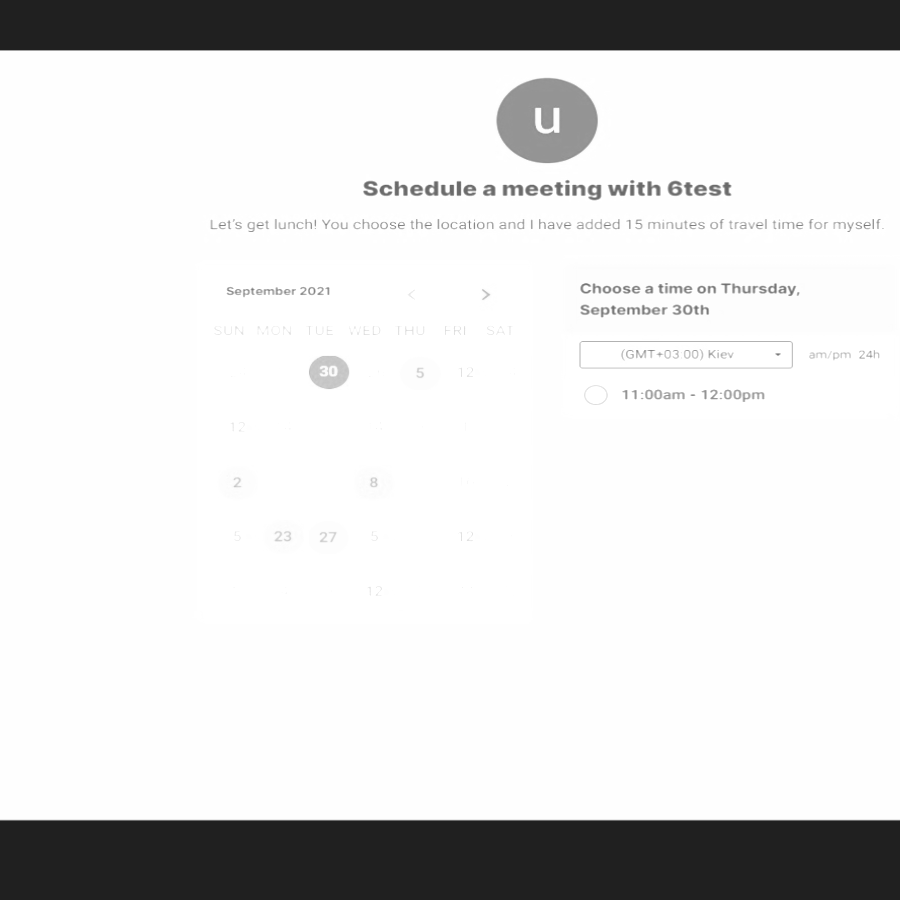 u
Schedule a meeting with 6test
Let's get lunch! You choose the location and I have added 15 minutes of travel time for myself.
September 2021
SUN MON TUE WED THU FRI SAT
30 5 12
12
2 8
5 23 27 5 12
12
Choose a time on Thursday,
September 30th
(GMT+03:00) Kiev am/pm 24h
11:00am - 12:00pm